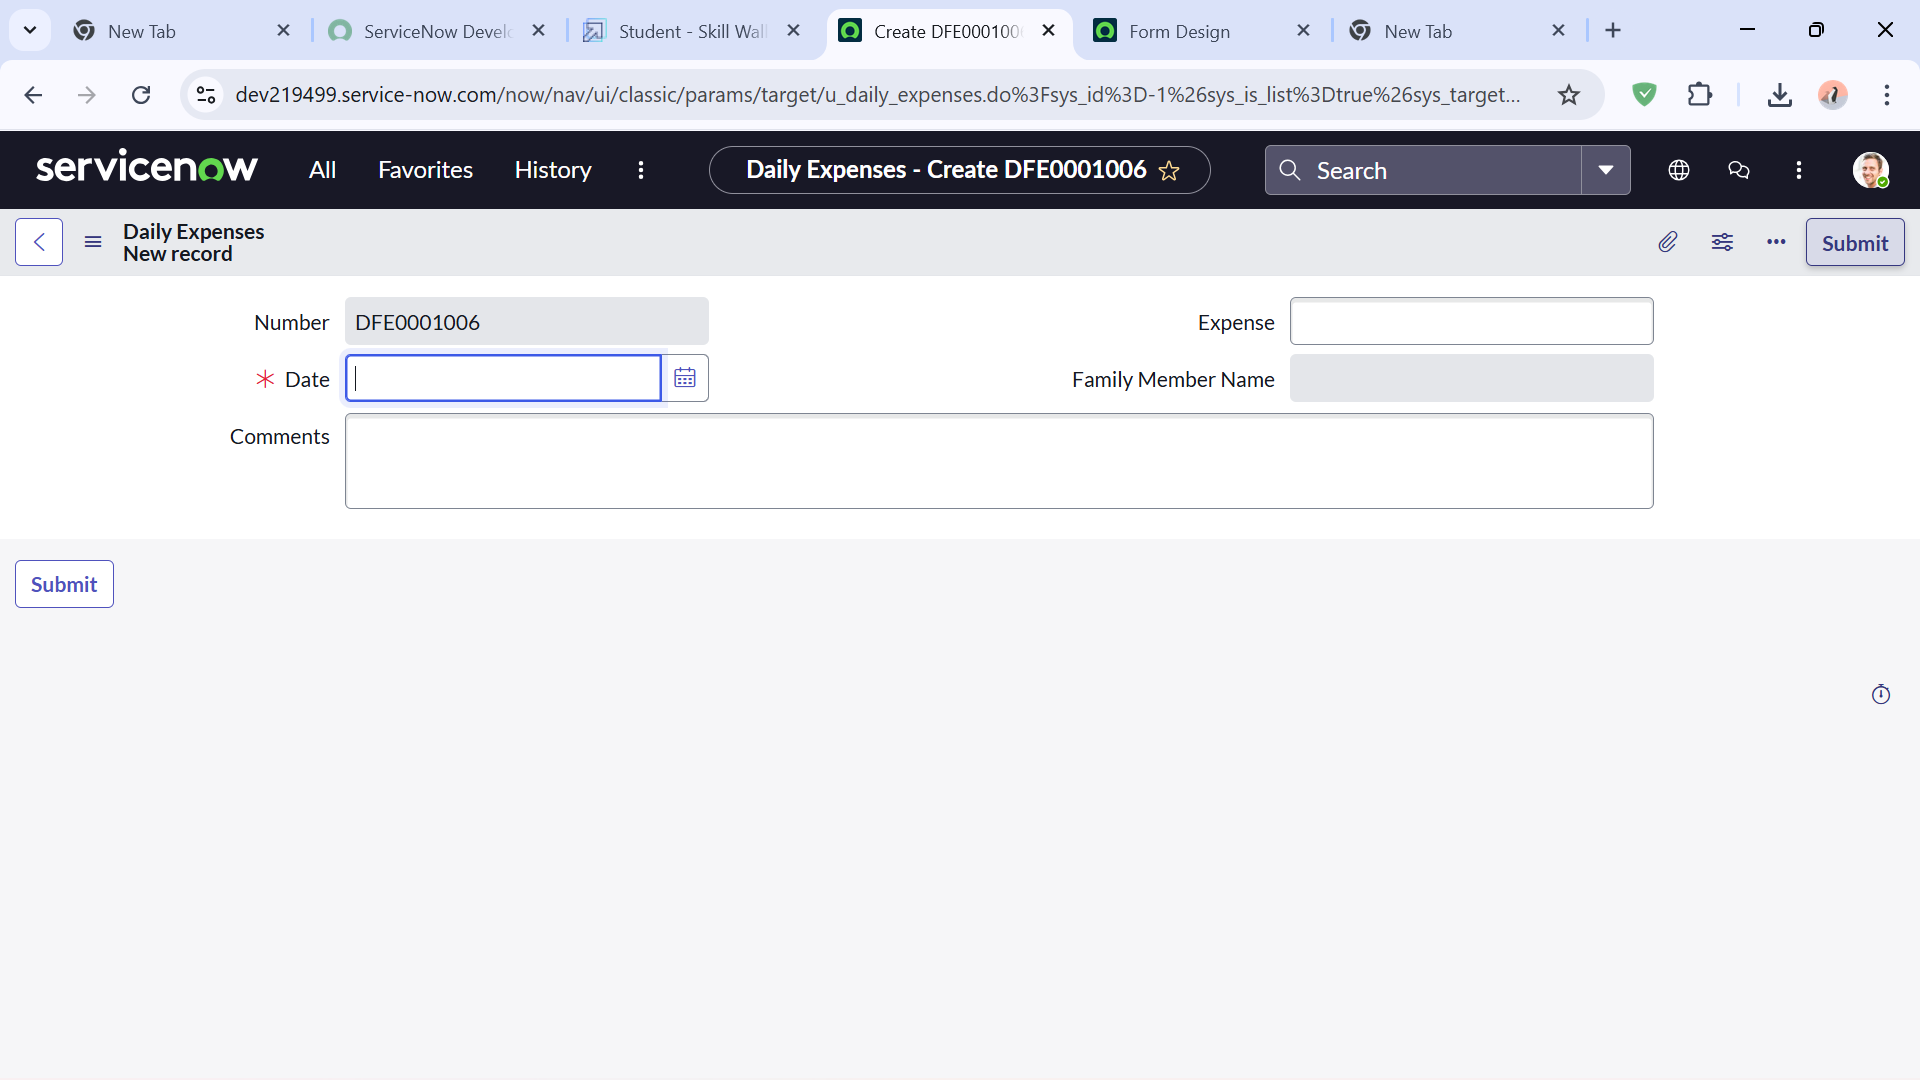 New Tab
ServiceNow Develo
Student - Skill Wall
Create DFE0001006
Form Design
New Tab
dev219499.service-now.com/now/nav/ui/classic/params/target/u_daily_expenses.do%3Fsys_id%3D-1%26sys_is_list%3Dtrue%26sys_target...
servicenow
All
Favorites
History
Daily Expenses - Create DFE0001006
Search
Daily Expenses
New record
Submit
Number
DFE0001006
Expense
* Date
Family Member Name
Comments
Submit